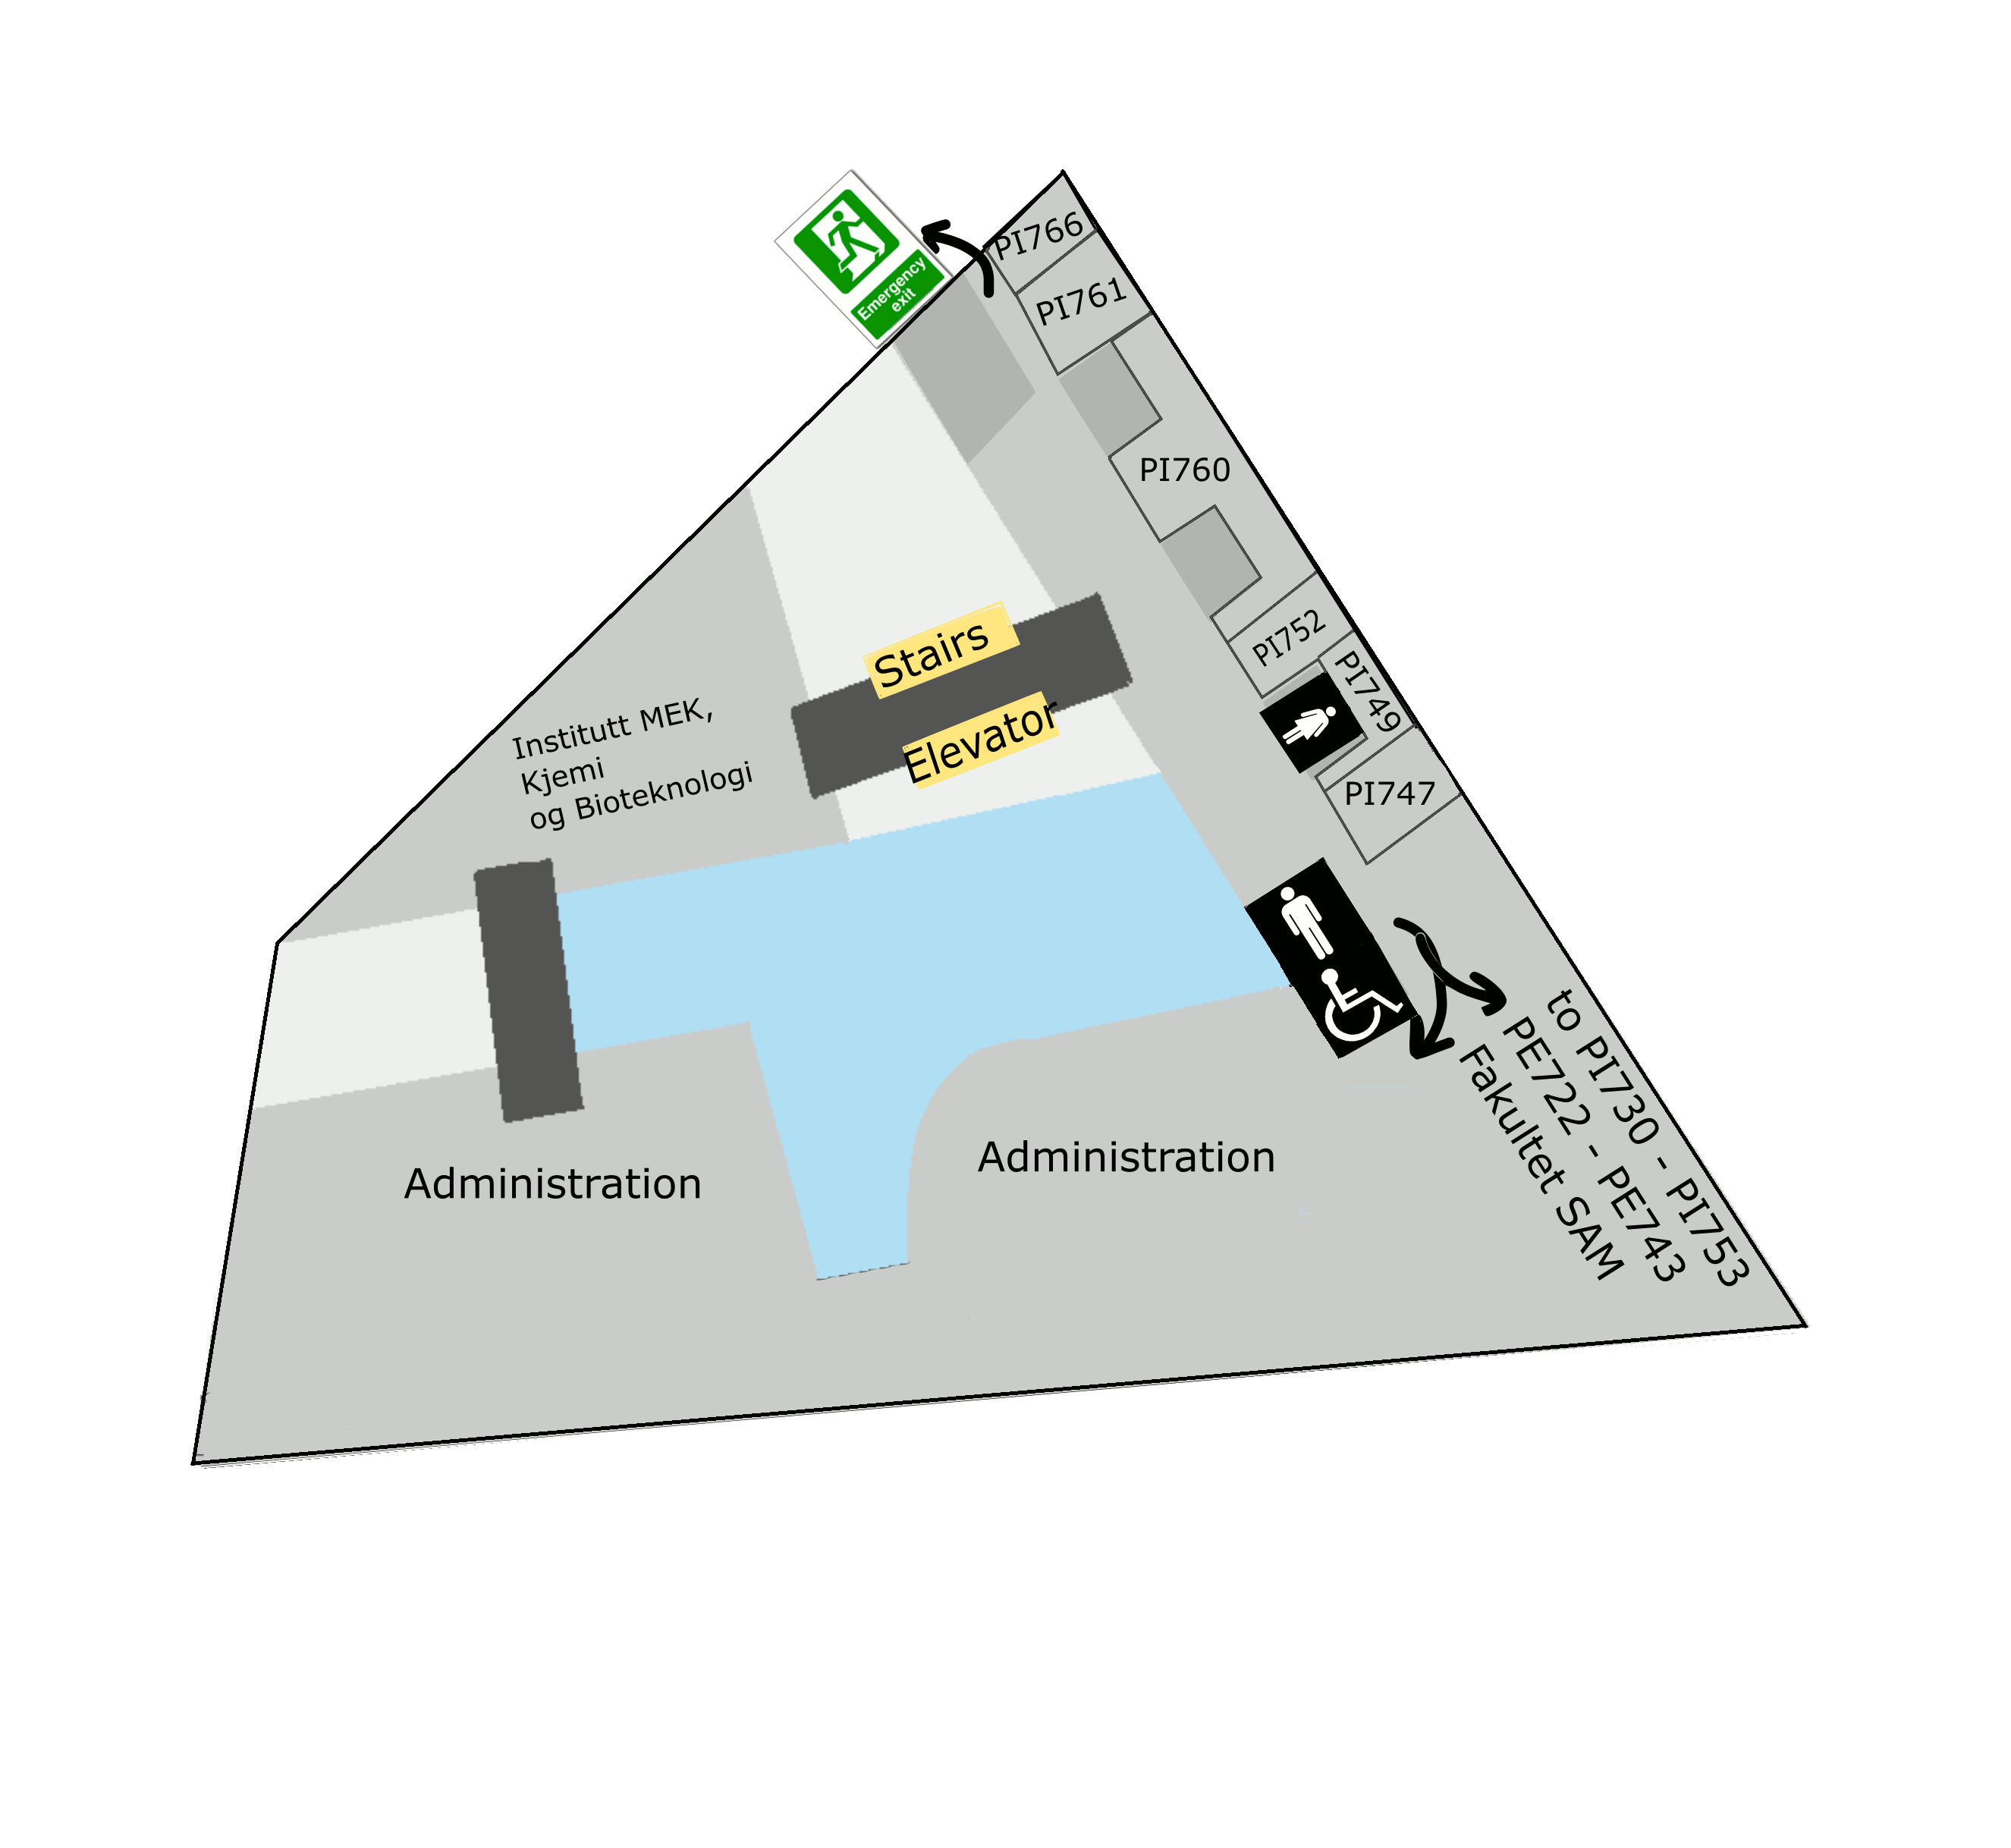 Emergency
exit
PI766
PI761
PI760
PI752
PI749
PI747
Stairs
Elevator
Institutt MEK,
Kjemi
og Bioteknologi
Administration
Administration
to PI730 - PI753
PE722 - PE743
Fakultet SAM